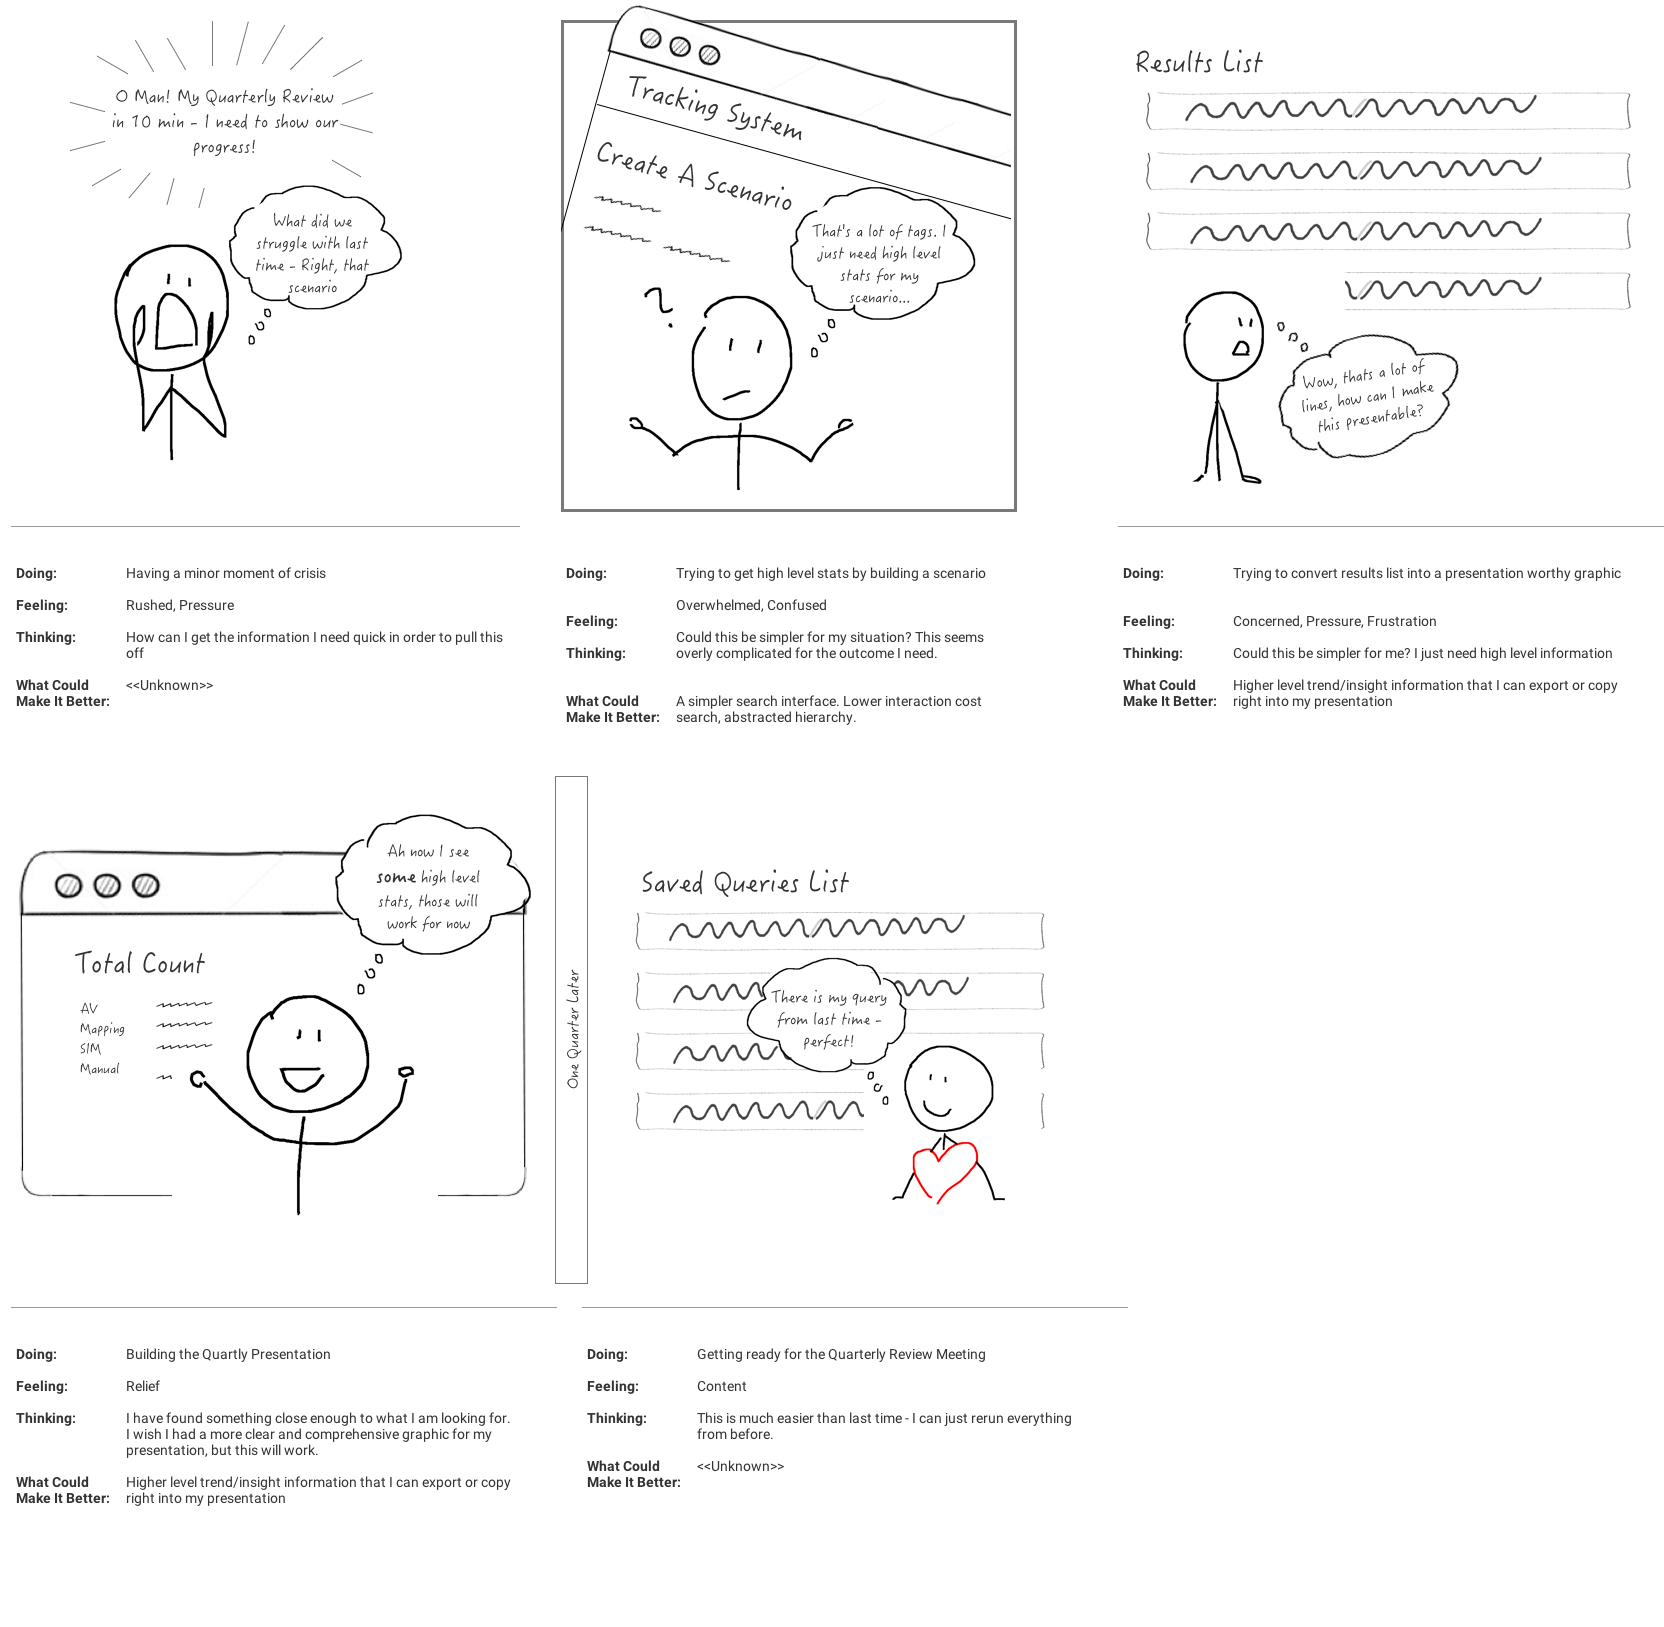 O Man! My Quarterly Review
in 10 min - I need to show our
progress!
What did we
struggle with last
time - Right, that
scenario
Doing: Having a minor moment of crisis
Feeling: Rushed, Pressure
Thinking: How can I get the information I need quick in order to pull this
off
What Could <<Unknown>>
Make It Better:
Tracking System
Create A Scenario
That's a lot of tags. I
just need high level
stats for my
scenario...
?
Doing: Trying to get high level stats by building a scenario
Overwhelmed, Confused
Feeling:
Could this be simpler for my situation? This seems
Thinking: overly complicated for the outcome I need.
What Could A simpler search interface. Lower interaction cost
Make It Better: search, abstracted hierarchy.
Results List
Wow, thats a lot of
lines, how can I make
this presentable?
Doing: Trying to convert results list into a presentation worthy graphic
Feeling: Concerned, Pressure, Frustration
Thinking: Could this be simpler for me? I just need high level information
What Could Higher level trend/insight information that I can export or copy
Make It Better: right into my presentation
Ah now I see
some high level
stats, those will
work for now
Total Count
AV
Mapping
SIM
Manual
Doing: Building the Quartly Presentation
Feeling: Relief
Thinking: I have found something close enough to what I am looking for.
I wish I had a more clear and comprehensive graphic for my
presentation, but this will work.
What Could Higher level trend/insight information that I can export or copy
Make It Better: right into my presentation
One Quarter Later
Saved Queries List
There is my query
from last time -
perfect!
Doing: Getting ready for the Quarterly Review Meeting
Feeling: Content
Thinking: This is much easier than last time - I can just rerun everything
from before.
What Could <<Unknown>>
Make It Better: